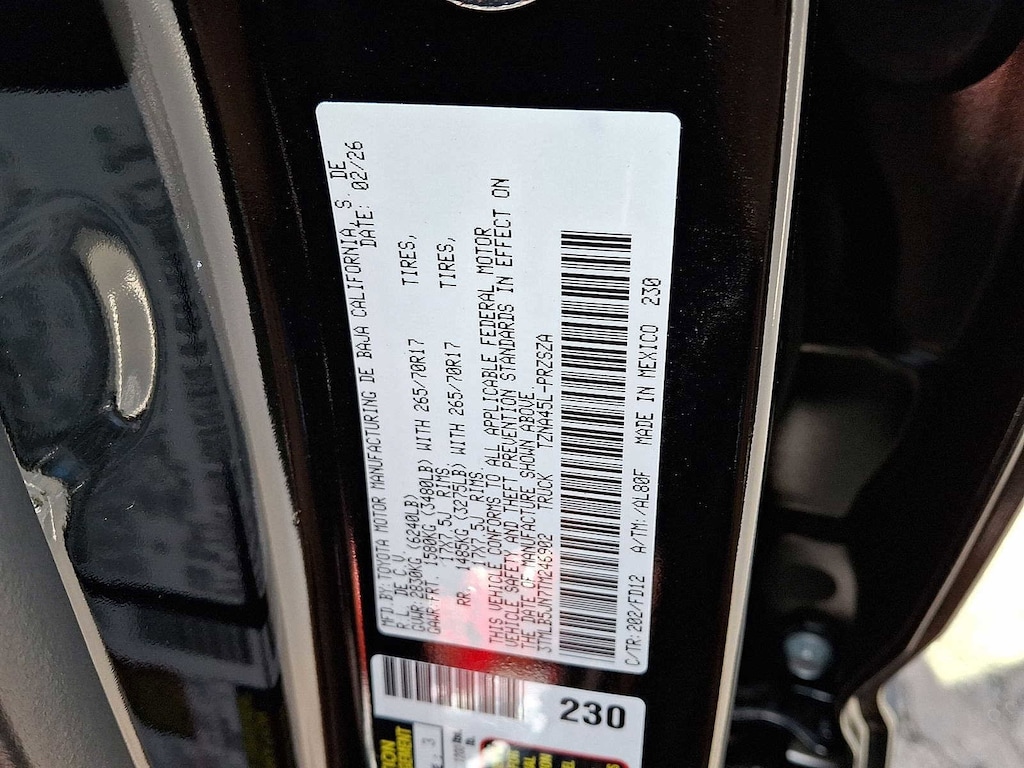 MFD.BY:TOYOTA MOTOR MANUFACTURING DE BAJA CALIFORNIA, S. DE
R.L. DE C.V. DATE: 02/26
GVWR:2830KG (6240LB)
GAWR:FRT. 1580KG (3480LB) WITH 265/70R17 TIRES,
17X7.5J RIMS.
RR. 1485KG (3275LB) WITH 265/70R17 TIRES,
17X7.5J RIMS.
THIS VEHICLE CONFORMS TO ALL APPLICABLE FEDERAL MOTOR
VEHICLE SAFETY AND THEFT PREVENTION STANDARDS IN EFFECT ON
THE DATE OF MANUFACTURE SHOWN ABOVE.
3TMLB5JN7TM246982 TRUCK TZNA45L-PRZSZA
C/TR:202/FD12 A/TM:/AL80F MADE IN MEXICO 230
230
3